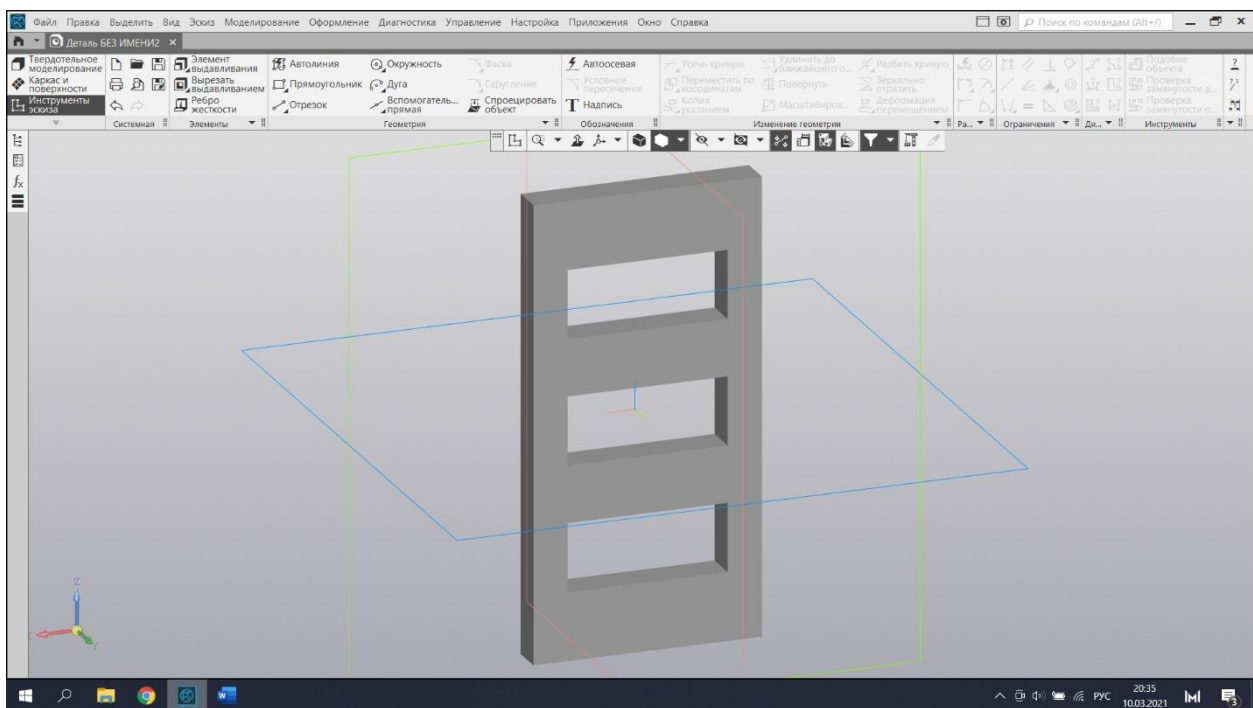 Файл Правка Выделить Вид Эскиз Моделирование Оформление Диагностика Управление Настройка Приложения Окно Справка
Поиск по командам (Alt+/)
Деталь БЕЗ ИМЕНИ2
Твердотельное моделирование
Каркас и поверхности
Инструменты эскиза
Системная
Элемент выдавливания
Вырезать выдавливанием
Ребро жесткости
Элементы
Автолиния
Прямоугольник
Отрезок
Окружность
Дуга
Вспомогатель... прямая
Фаска
Скругление
Спроецировать объект
Геометрия
Автоосевая
Условное пересечение
Надпись
Обозначения
Усечь кривую
Переместить по координатам
Копия указанием
Удлинить до ближайшего о...
Повернуть
Масштабиров...
Разбить кривую
Зеркально отразить
Деформация перемещением
Изменение геометрии
Ра...
Ограничения
Ди...
Подобие объекта
Проверка замкнутости д...
Проверка замкнутости о...
Инструменты
Z
Y
РУС
20:35
10.03.2021
3